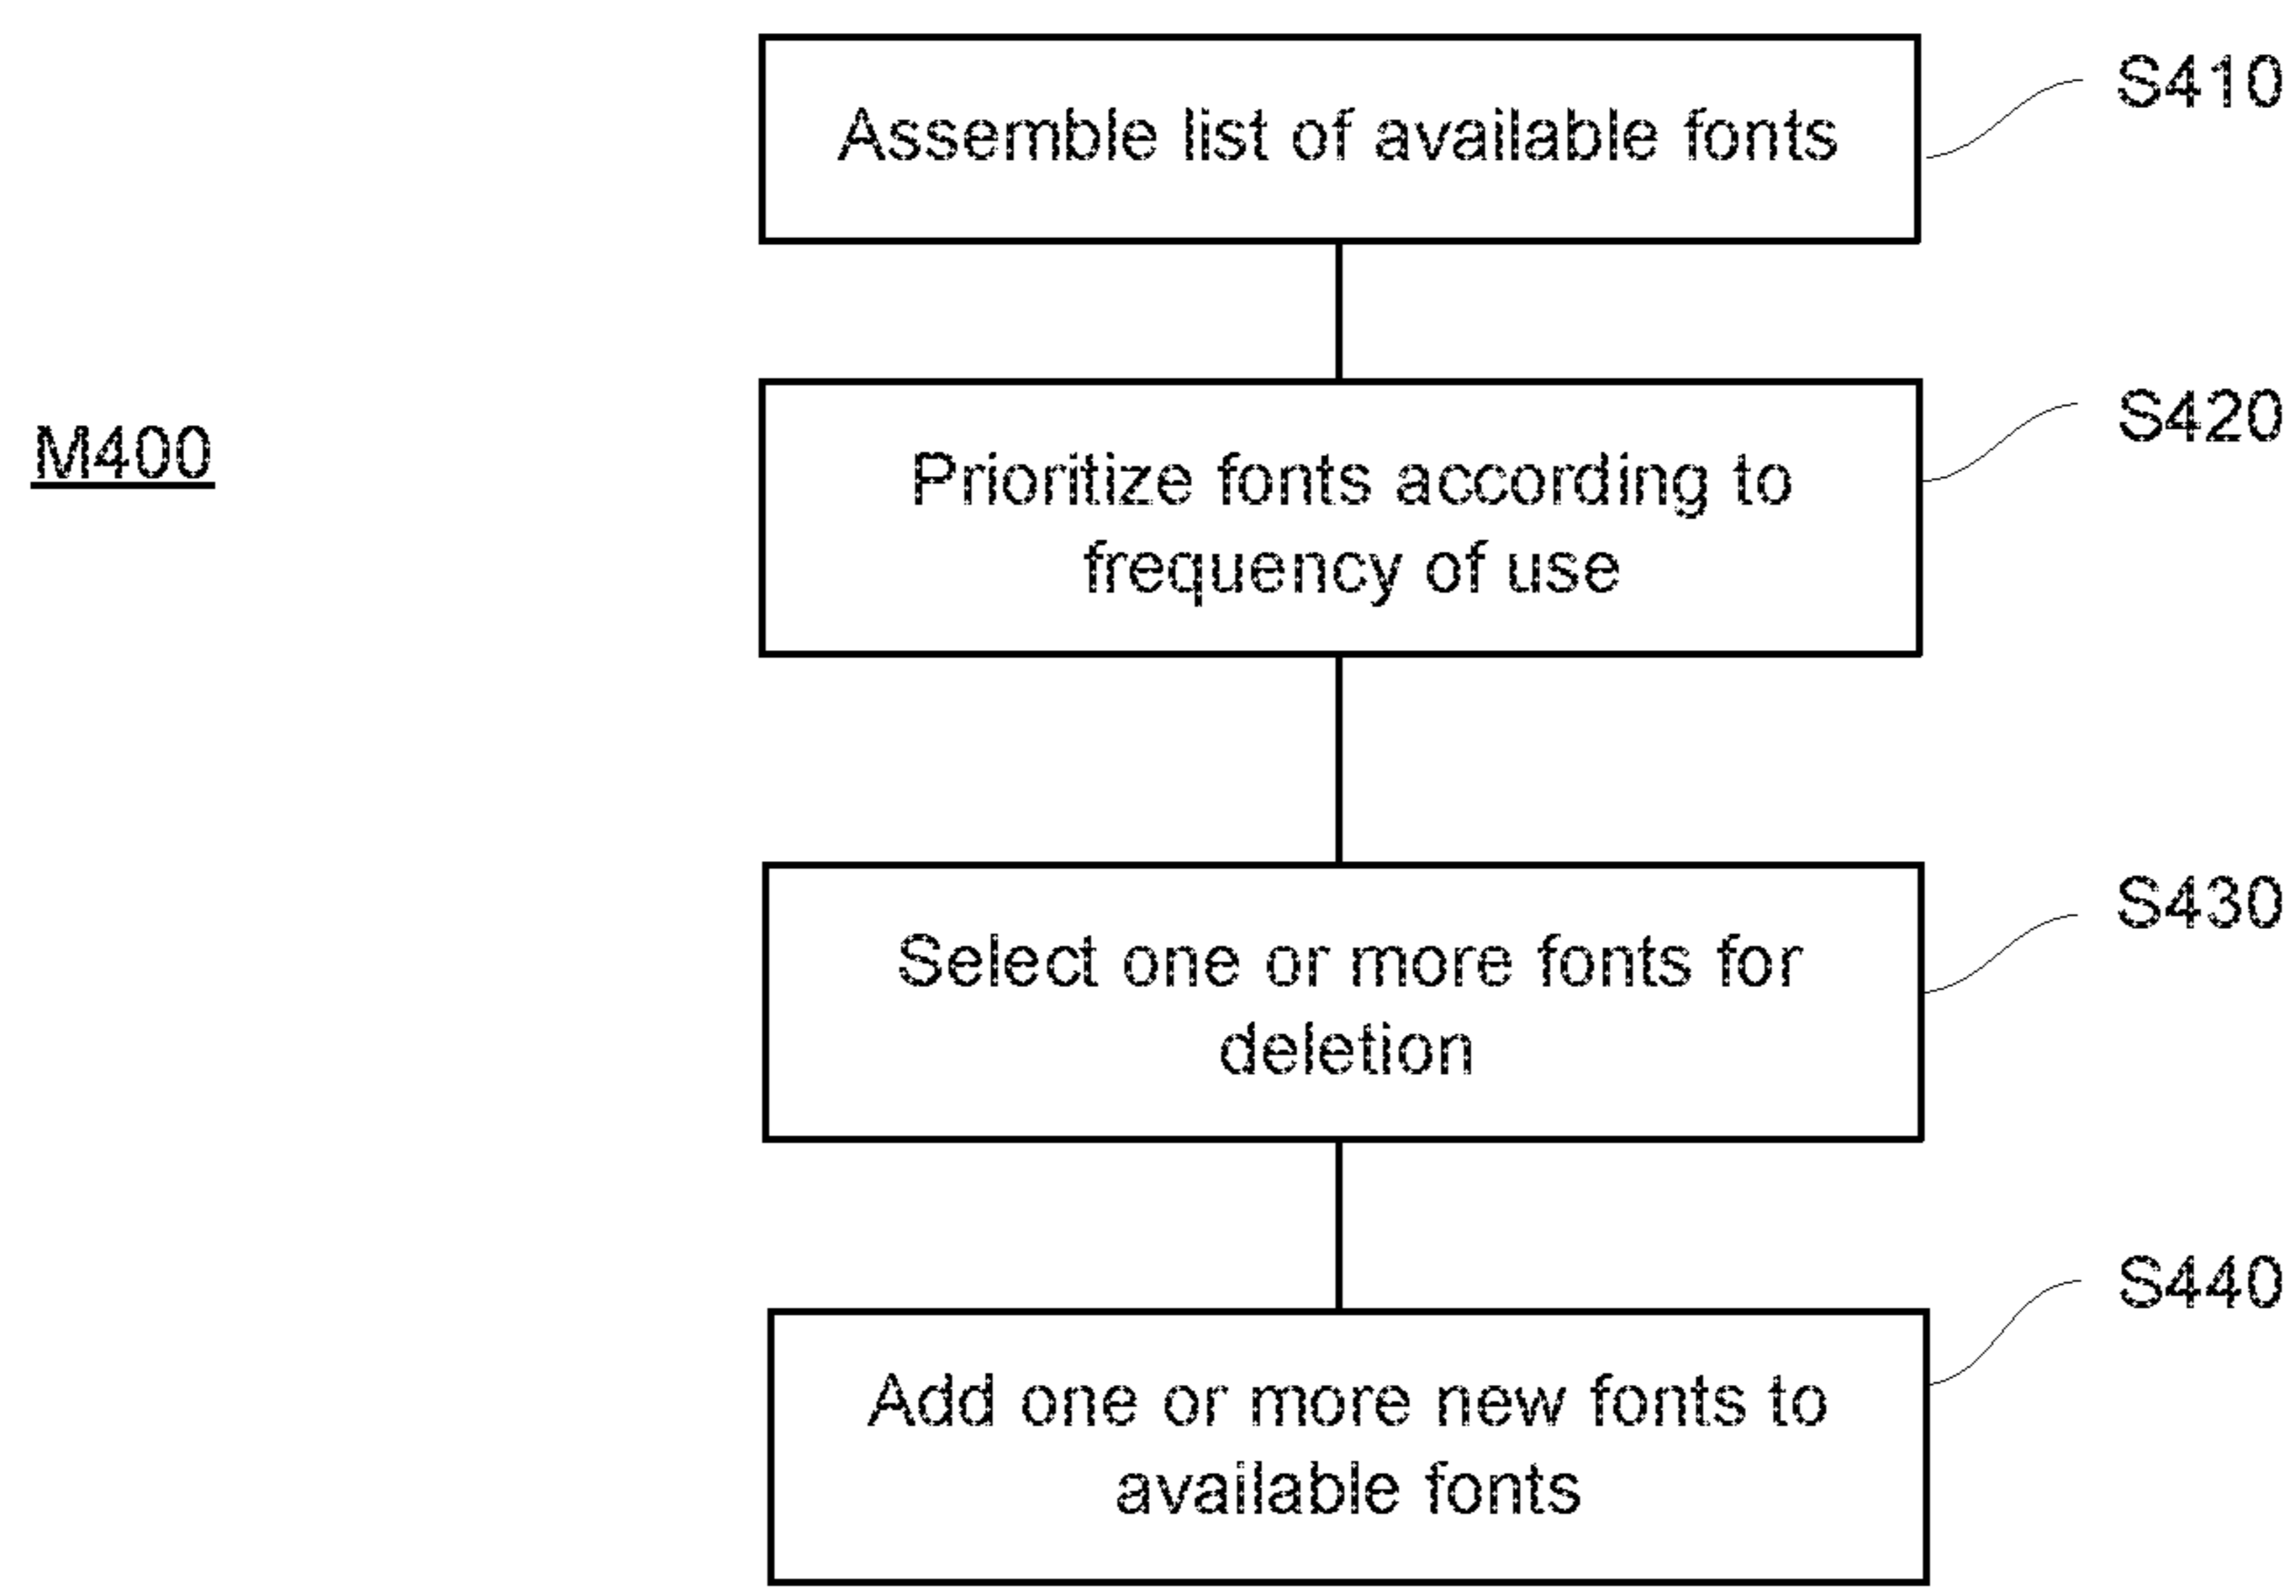 Assemble list of available fonts
S410
M400
Prioritize fonts according to
frequency of use
S420
Select one or more fonts for
deletion
S430
Add one or more new fonts to
available fonts
S440